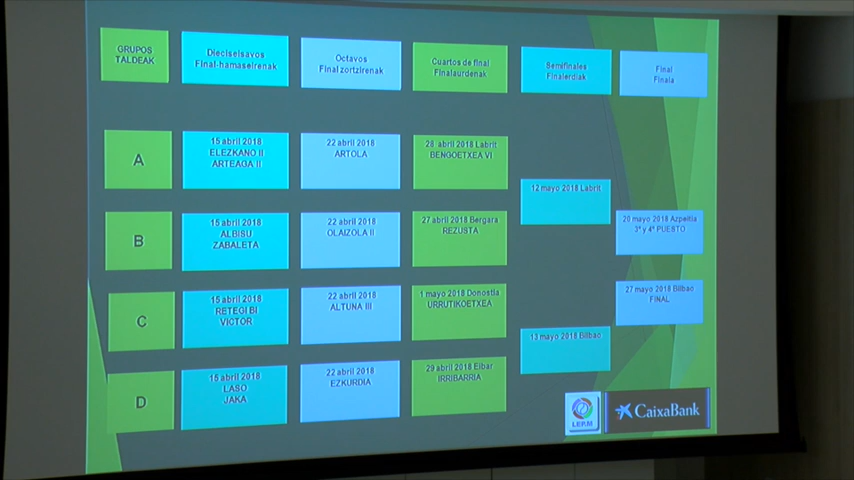 GRUPOS
TALDEAK
Dieciseisavos
Final-hamaseirenak
Octavos
Final zortzirenak
Cuartos de final
Finalaurdenak
Semifinales
Finalerdiak
Final
Finala
A
15 abril 2018
ELEZKANO II
ARTEAGA II
22 abril 2018
ARTOLA
28 abril 2018 Labrit
BENGOETXEA VI
12 mayo 2018 Labrit
B
15 abril 2018
ALBISU
ZABALETA
22 abril 2018
OLAIZOLA II
27 abril 2018 Bergara
REZUSTA
20 mayo 2018 Azpeitia
3º y 4º PUESTO
C
15 abril 2018
RETEGI BI
VICTOR
22 abril 2018
ALTUNA III
1 mayo 2018 Donostia
URRUTIKOETXEA
27 mayo 2018 Bilbao
FINAL
13 mayo 2018 Bilbao
D
15 abril 2018
LASO
JAKA
22 abril 2018
EZKURDIA
29 abril 2018 Eibar
IRRIBARRIA
LEP.M
CaixaBank